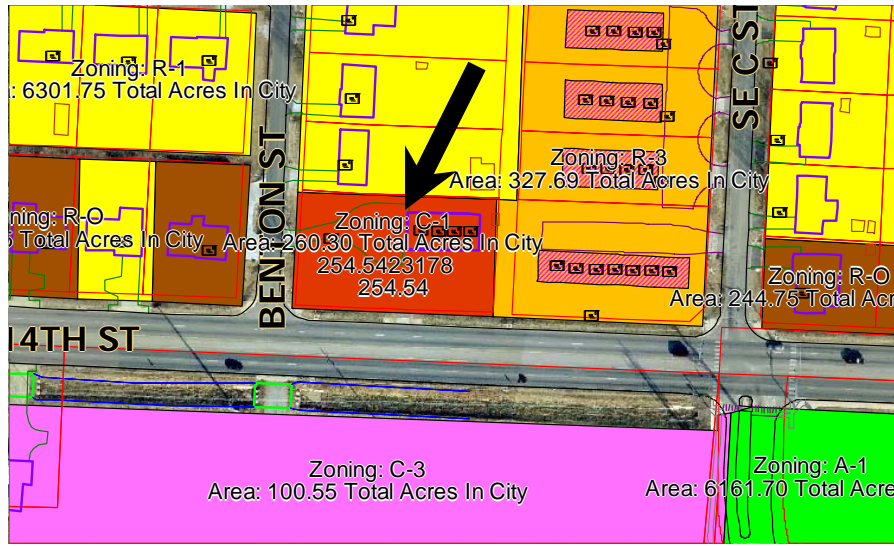 Zoning: R-1
: 6301.75 Total Acres In City
BENTON ST
SE C ST
Zoning: R-3
Area: 327.69 Total Acres In City
ning: R-O
5 Total Acres In City
Zoning: C-1
Area: 260.30 Total Acres In City
254.5423178
254.54
Zoning: R-O
Area: 244.75 Total Acr
14TH ST
Zoning: C-3
Area: 100.55 Total Acres In City
Zoning: A-1
Area: 6161.70 Total Acre